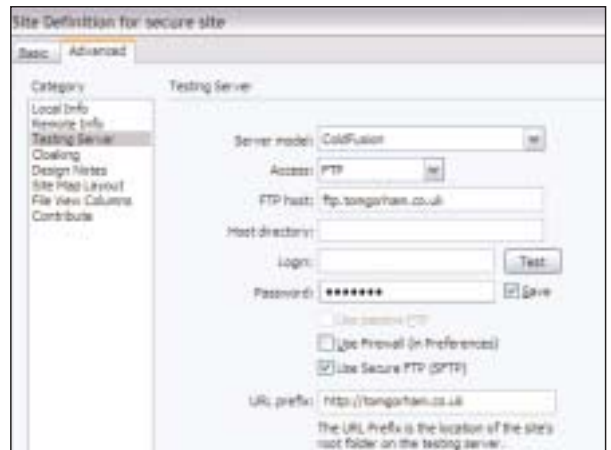 Site Definition for secure site
Basic
Advanced
Category
Local Info
Remote Info
Testing Server
Cloaking
Design Notes
Site Map Layout
File View Columns
Contribute
Testing Server
Server model: ColdFusion
Access: FTP
FTP host: ftp.tomgorham.co.uk
Host directory:
Login:
Test
Password: •••••••
Save
Use passive FTP
Use Firewall (in Preferences)
Use Secure FTP (SFTP)
URL prefix: http://tomgorham.co.uk
The URL Prefix is the location of the site's
root folder on the testing server.